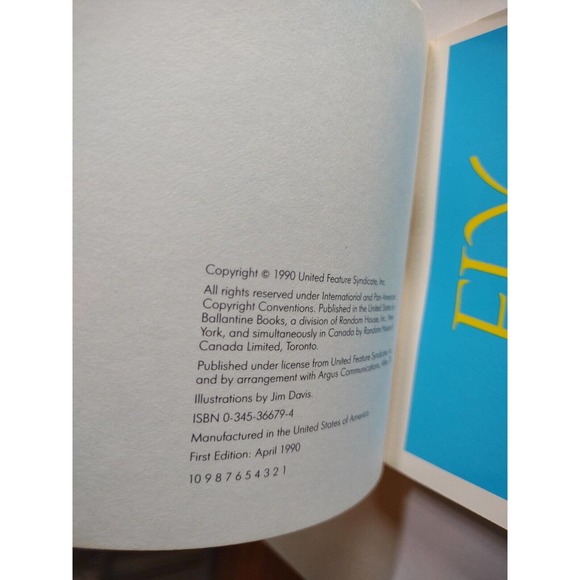 Copyright © 1990 United Feature Syndicate, Inc.
All rights reserved under International and Pan-American
Copyright Conventions. Published in the United States by
Ballantine Books, a division of Random House, Inc., New
York, and simultaneously in Canada by Random House of
Canada Limited, Toronto.
Published under license from United Feature Syndicate
and by arrangement with Argus Communications,
Illustrations by Jim Davis.
ISBN 0-345-36679-4
Manufactured in the United States of America
First Edition: April 1990
10 9 8 7 6 5 4 3 2 1